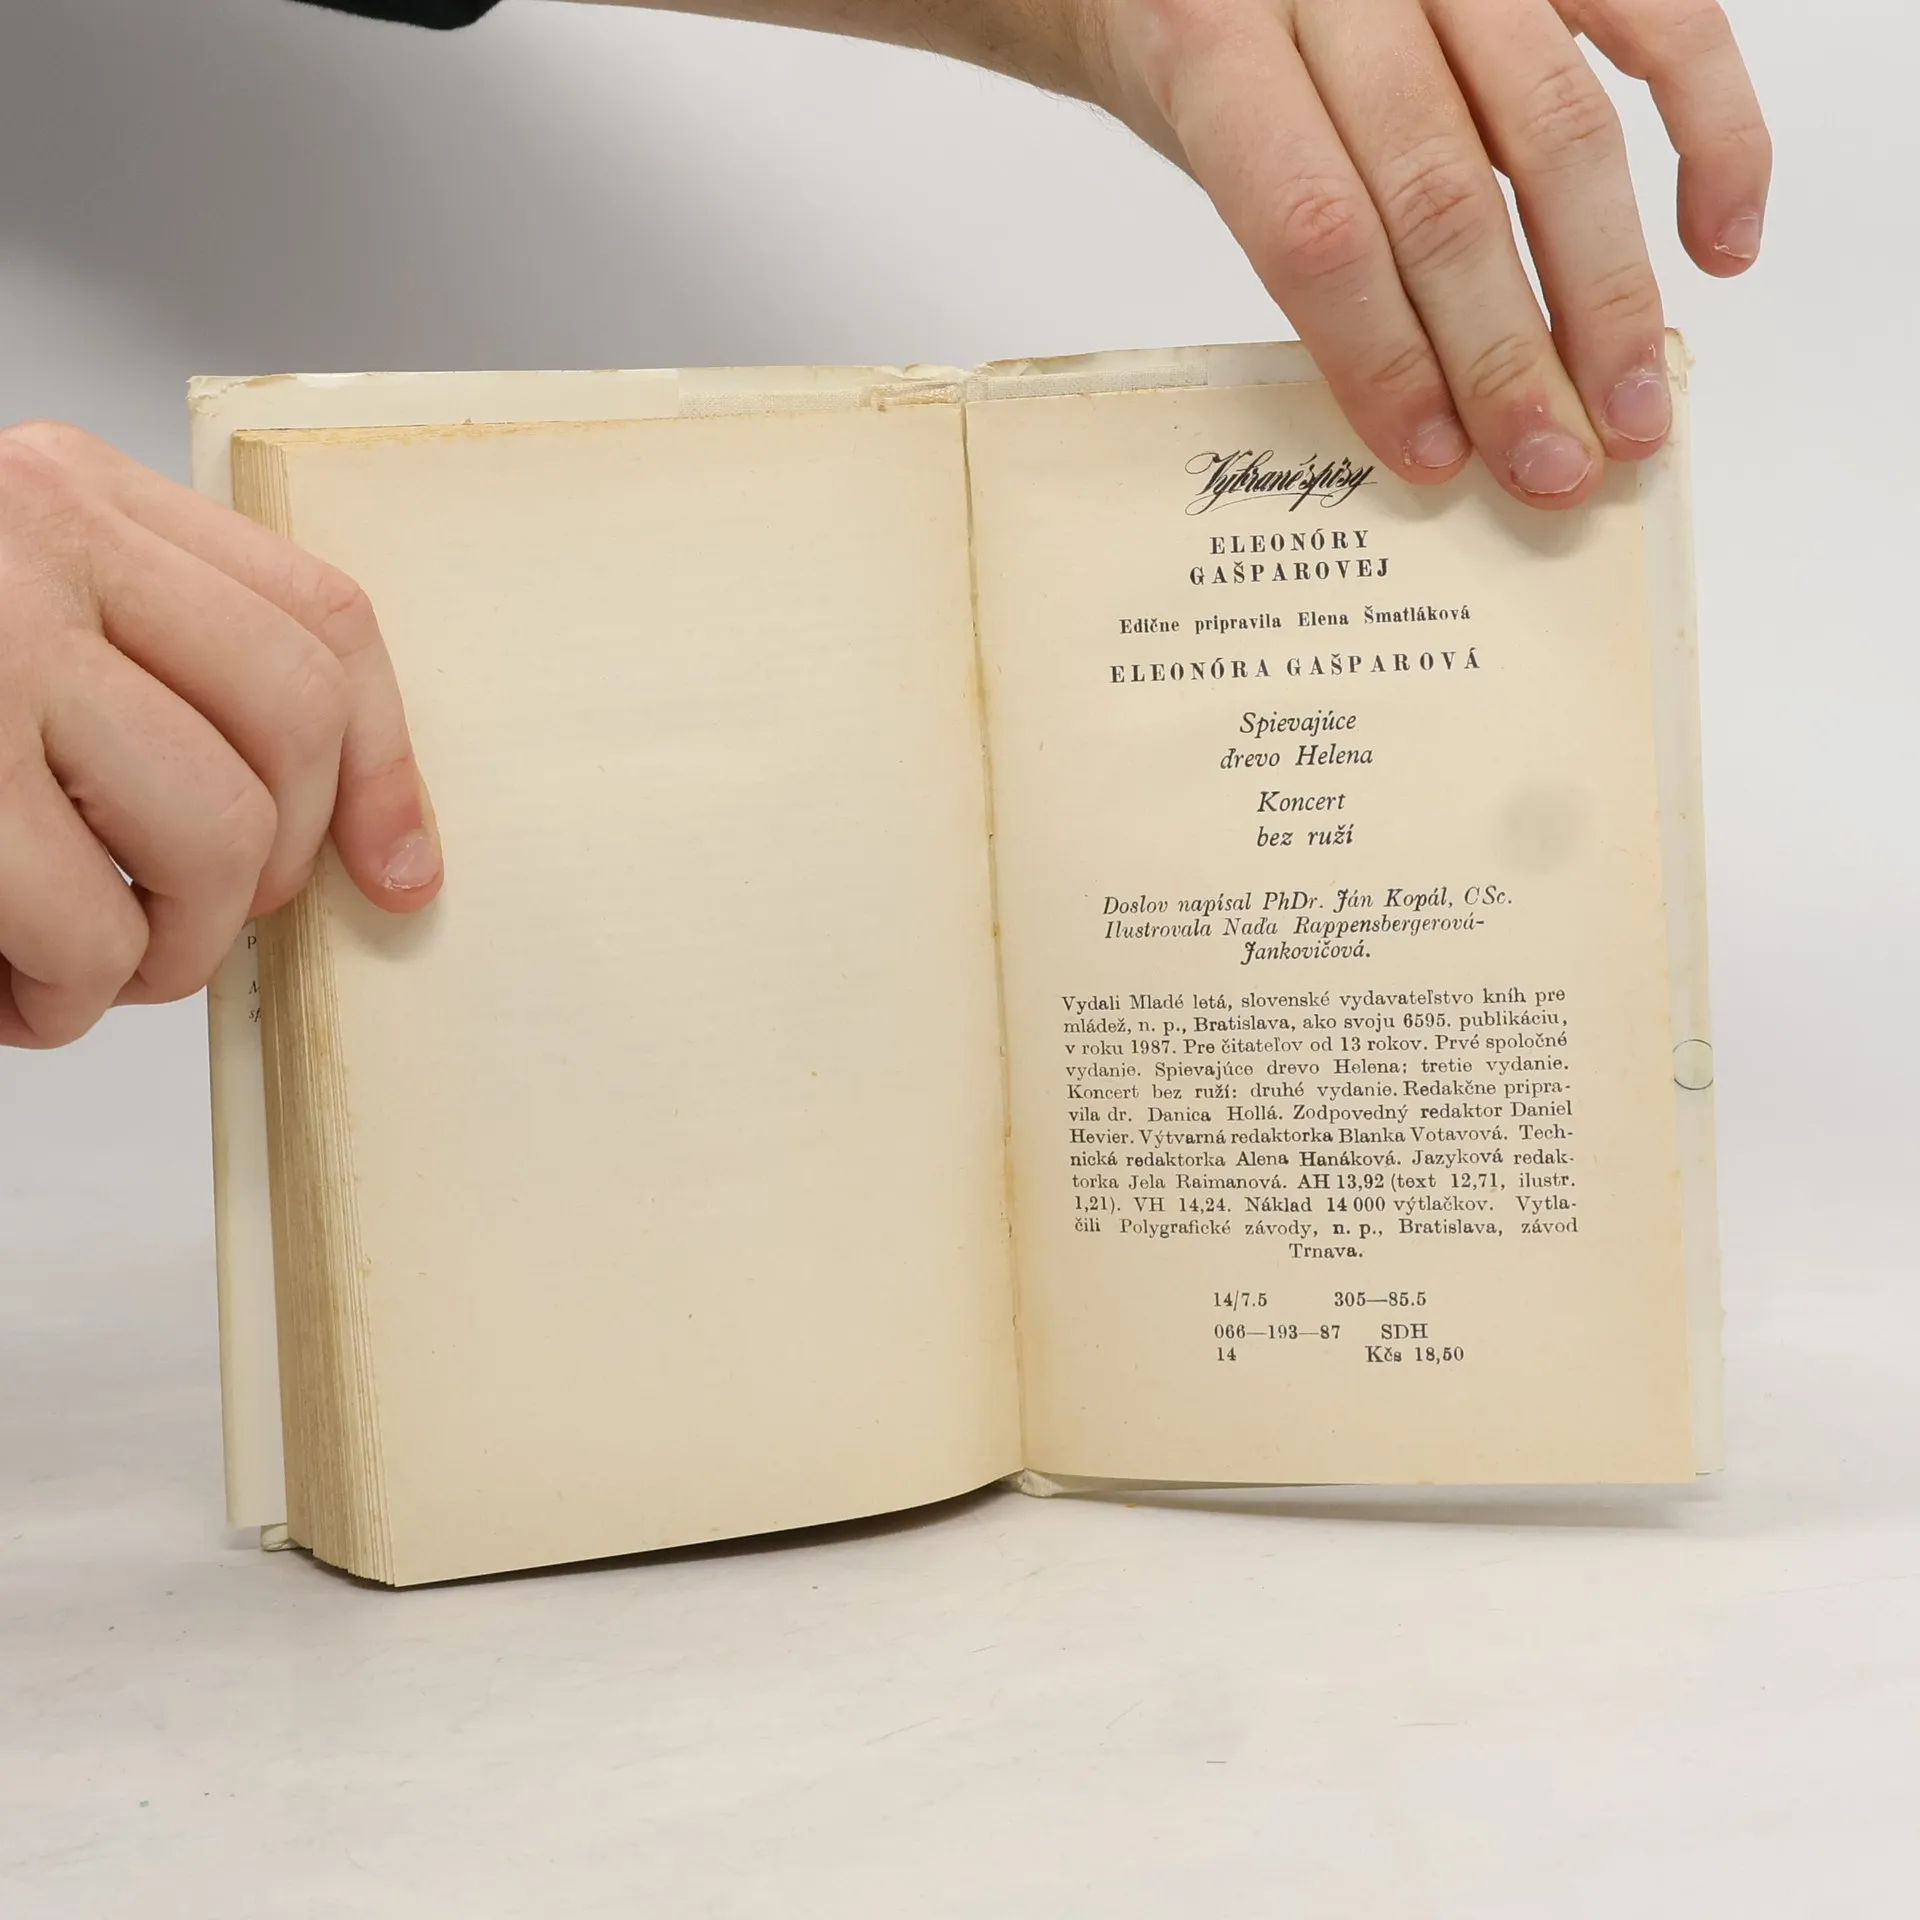 Vybrané spisy
ELEONÓRY
GAŠPAROVEJ
Edične pripravila Elena Šmatláková
ELEONÓRA GAŠPAROVÁ
Spievajúce
drevo Helena
Koncert
bez ruží
Doslov napísal PhDr. Ján Kopál, CSc.
Ilustrovala Naďa Rappensbergerová-
Jankovičová.
Vydali Mladé letá, slovenské vydavateľstvo kníh pre
mládež, n. p., Bratislava, ako svoju 6595. publikáciu,
v roku 1987. Pre čitateľov od 13 rokov. Prvé spoločné
vydanie. Spievajúce drevo Helena: tretie vydanie.
Koncert bez ruží: druhé vydanie. Redakčne pripra-
vila dr. Danica Hollá. Zodpovedný redaktor Daniel
Hevier. Výtvarná redaktorka Blanka Votavová. Tech-
nická redaktorka Alena Hanáková. Jazyková redak-
torka Jela Raimanová. AH 13,92 (text 12,71, ilustr.
1,21). VH 14,24. Náklad 14 000 výtlačkov. Vytla-
čili Polygrafické závody, n. p., Bratislava, závod
Trnava.
14/7.5 305—85.5
066—193—87 SDH
14 Kčs 18,50